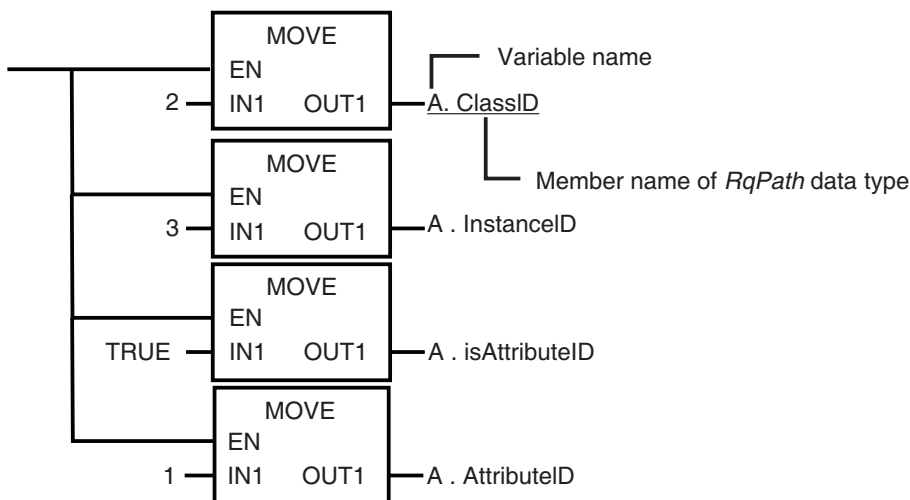 MOVE
EN
2 IN1 OUT1 A. ClassID
Variable name
Member name of RqPath data type
MOVE
EN
3 IN1 OUT1 A . InstanceID
MOVE
EN
TRUE IN1 OUT1 A . isAttributeID
MOVE
EN
1 IN1 OUT1 A . AttributeID